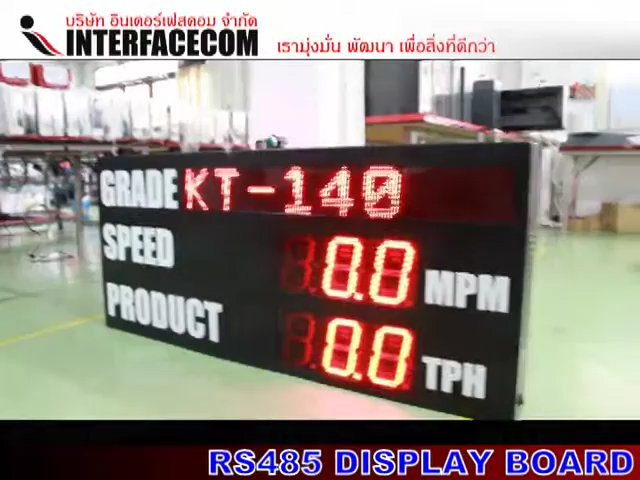 บริษัท อินเตอร์เฟสคอม จำกัด
INTERFACECOM
เรามุ่งมั่น พัฒนา เพื่อสิ่งที่ดีกว่า
GRADE KT-140
SPEED 0.0 MPM
PRODUCT 0.0 TPH
RS485 DISPLAY BOARD